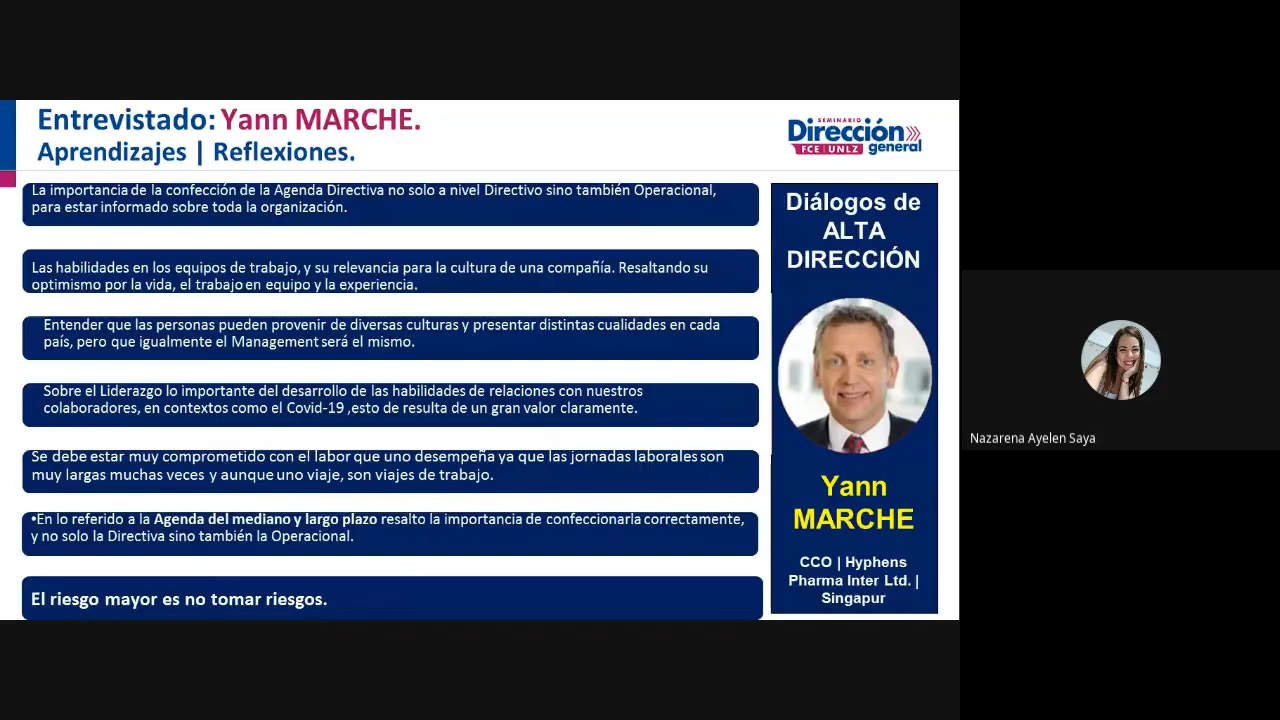 Entrevistado: Yann MARCHE.
Aprendizajes | Reflexiones.
SEMINARIO
Dirección
FCE UNLZ general
La importancia de la confección de la Agenda Directiva no solo a nivel Directivo sino también Operacional,
para estar informado sobre toda la organización.
Las habilidades en los equipos de trabajo, y su relevancia para la cultura de una compañía. Resaltando su
optimismo por la vida, el trabajo en equipo y la experiencia.
Entender que las personas pueden provenir de diversas culturas y presentar distintas cualidades en cada
país, pero que igualmente el Management será el mismo.
Sobre el Liderazgo lo importante del desarrollo de las habilidades de relaciones con nuestros
colaboradores, en contextos como el Covid-19 ,esto de resulta de un gran valor claramente.
Se debe estar muy comprometido con el labor que uno desempeña ya que las jornadas laborales son
muy largas muchas veces y aunque uno viaje, son viajes de trabajo.
•En lo referido a la Agenda del mediano y largo plazo resalto la importancia de confeccionarla correctamente,
y no solo la Directiva sino también la Operacional.
El riesgo mayor es no tomar riesgos.
Diálogos de
ALTA
DIRECCIÓN
Yann
MARCHE
CCO | Hyphens
Pharma Inter Ltd. |
Singapur
Nazarena Ayelen Saya